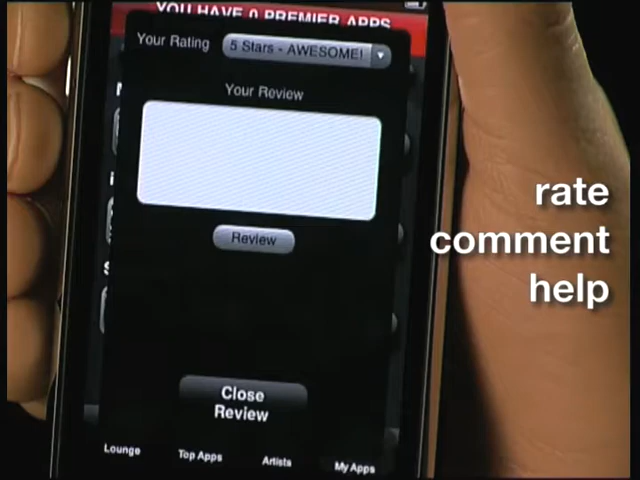 YOU HAVE 0 PREMIER APPS
Your Rating
5 Stars - AWESOME!
Your Review
Review
rate
comment
help
Close
Review
Lounge
Top Apps
Artists
My Apps